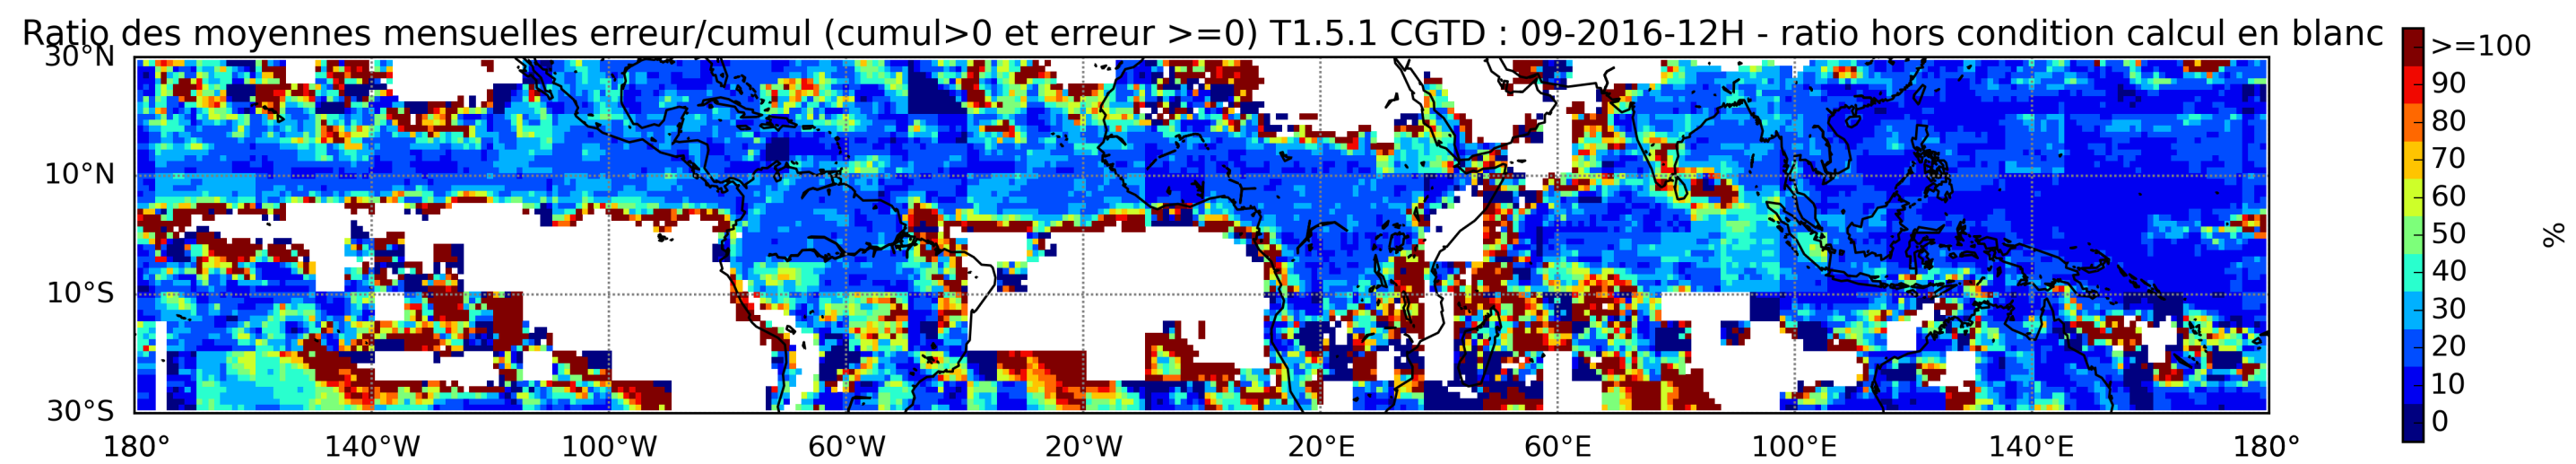 Ratio des moyennes mensuelles erreur/cumul (cumul>0 et erreur >=0) T1.5.1 CGTD : 09-2016-12H - ratio hors condition calcul en blanc
30°N
10°N
10°S
30°S
180°
140°W
100°W
60°W
20°W
20°E
60°E
100°E
140°E
180°
>=100
90
80
70
60
50
40
30
20
10
0
%